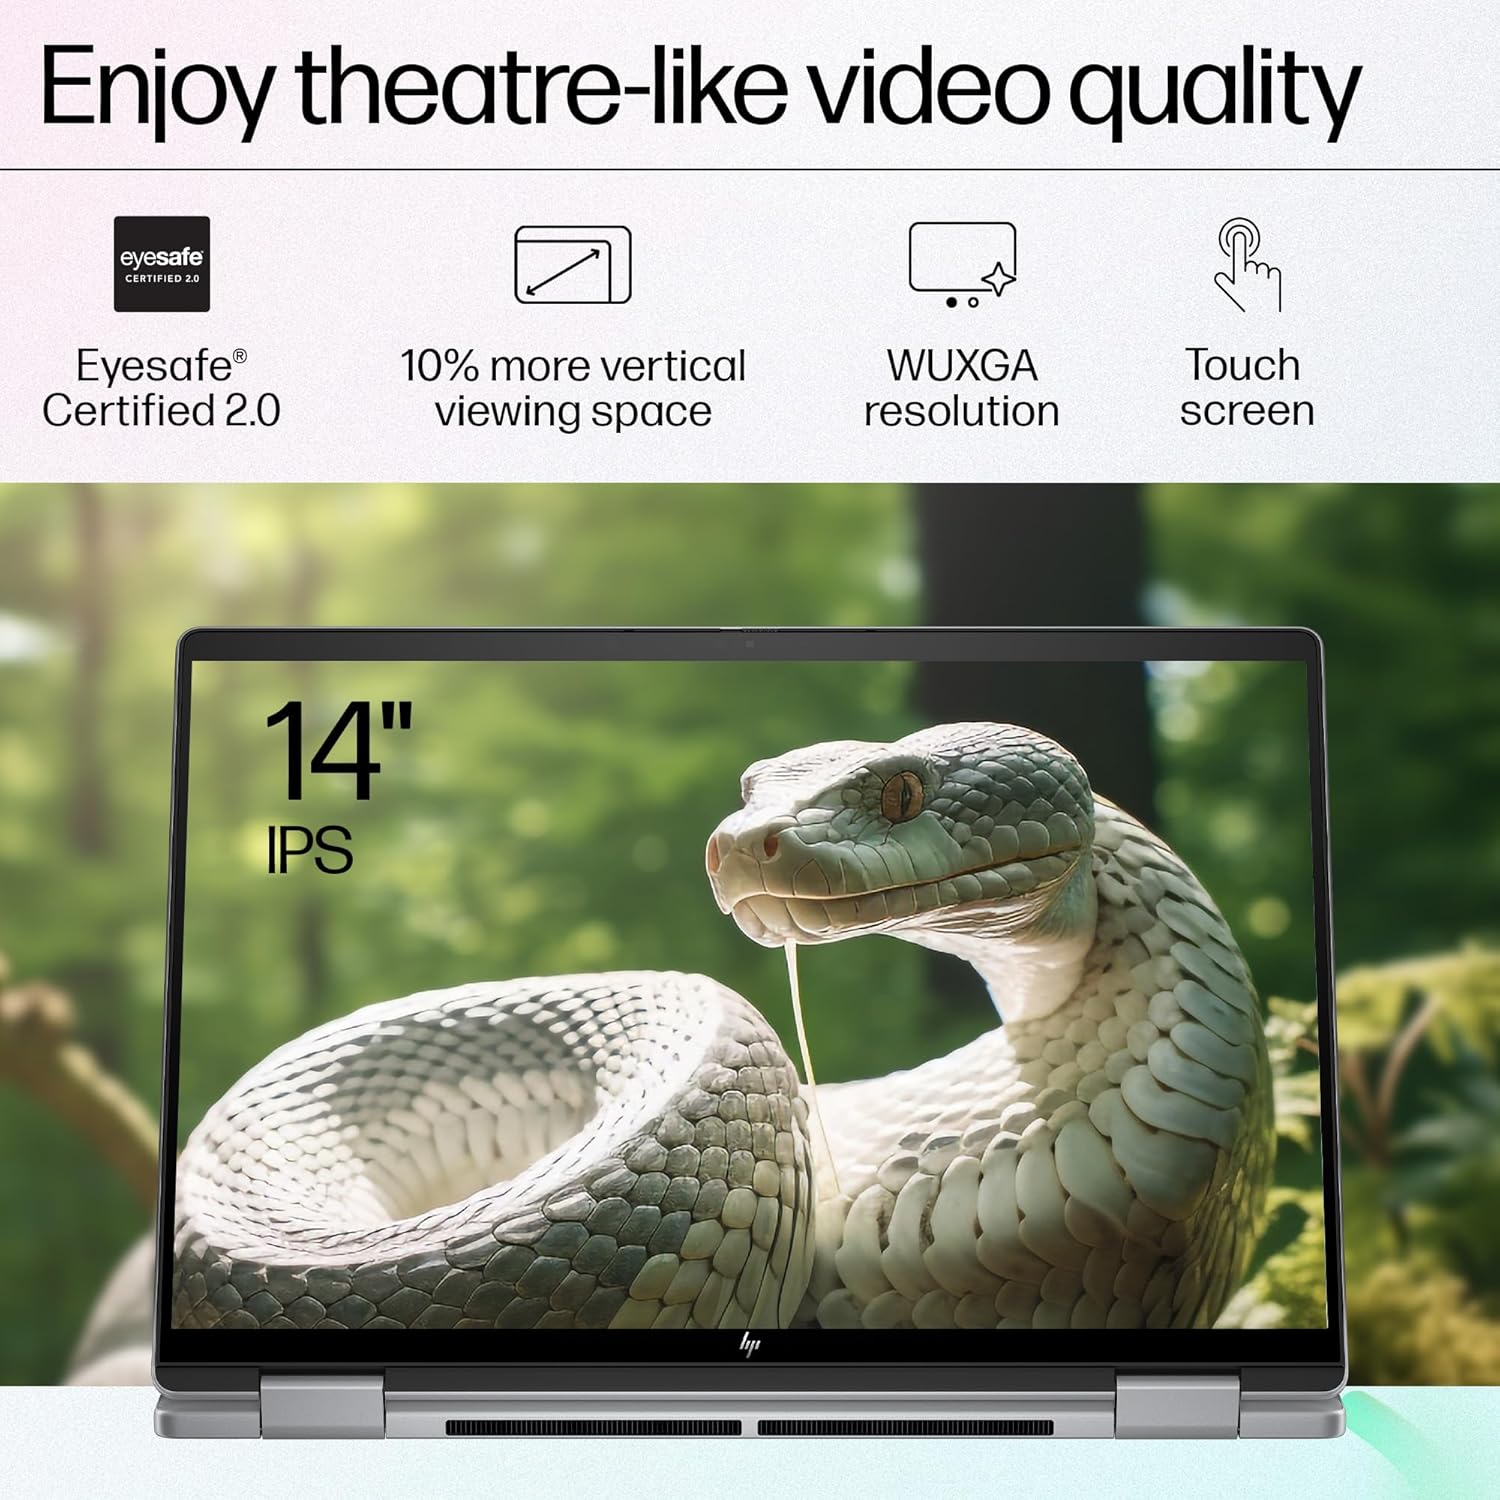 Enjoy theatre-like video quality
eyesafe
CERTIFIED 2.0
Eyesafe®
Certified 2.0
10% more vertical
viewing space
WUXGA
resolution
Touch
screen
14"
IPS
hp